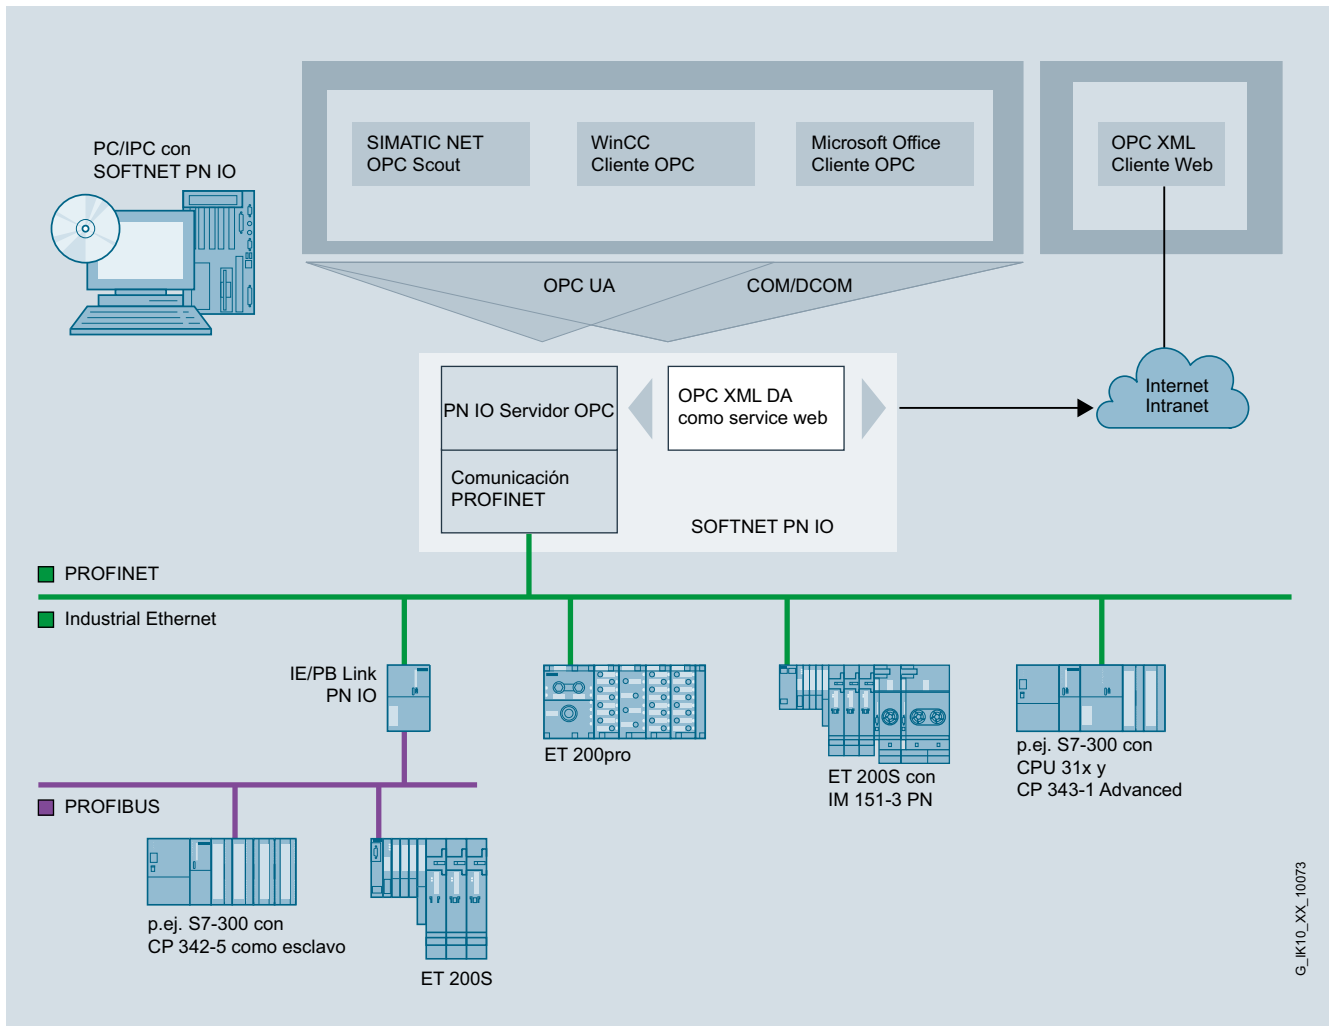 PC/IPC con
SOFTNET PN IO
SIMATIC NET
OPC Scout
WinCC
Cliente OPC
Microsoft Office
Cliente OPC
OPC XML
Cliente Web
OPC UA
COM/DCOM
PN IO Servidor OPC
OPC XML DA
como service web
Internet
Intranet
Comunicación
PROFINET
SOFTNET PN IO
PROFINET
Industrial Ethernet
IE/PB Link
PN IO
ET 200pro
ET 200S con
IM 151-3 PN
p.ej. S7-300 con
CPU 31x y
CP 343-1 Advanced
PROFIBUS
p.ej. S7-300 con
CP 342-5 como esclavo
ET 200S
G_IK10_XX_10073